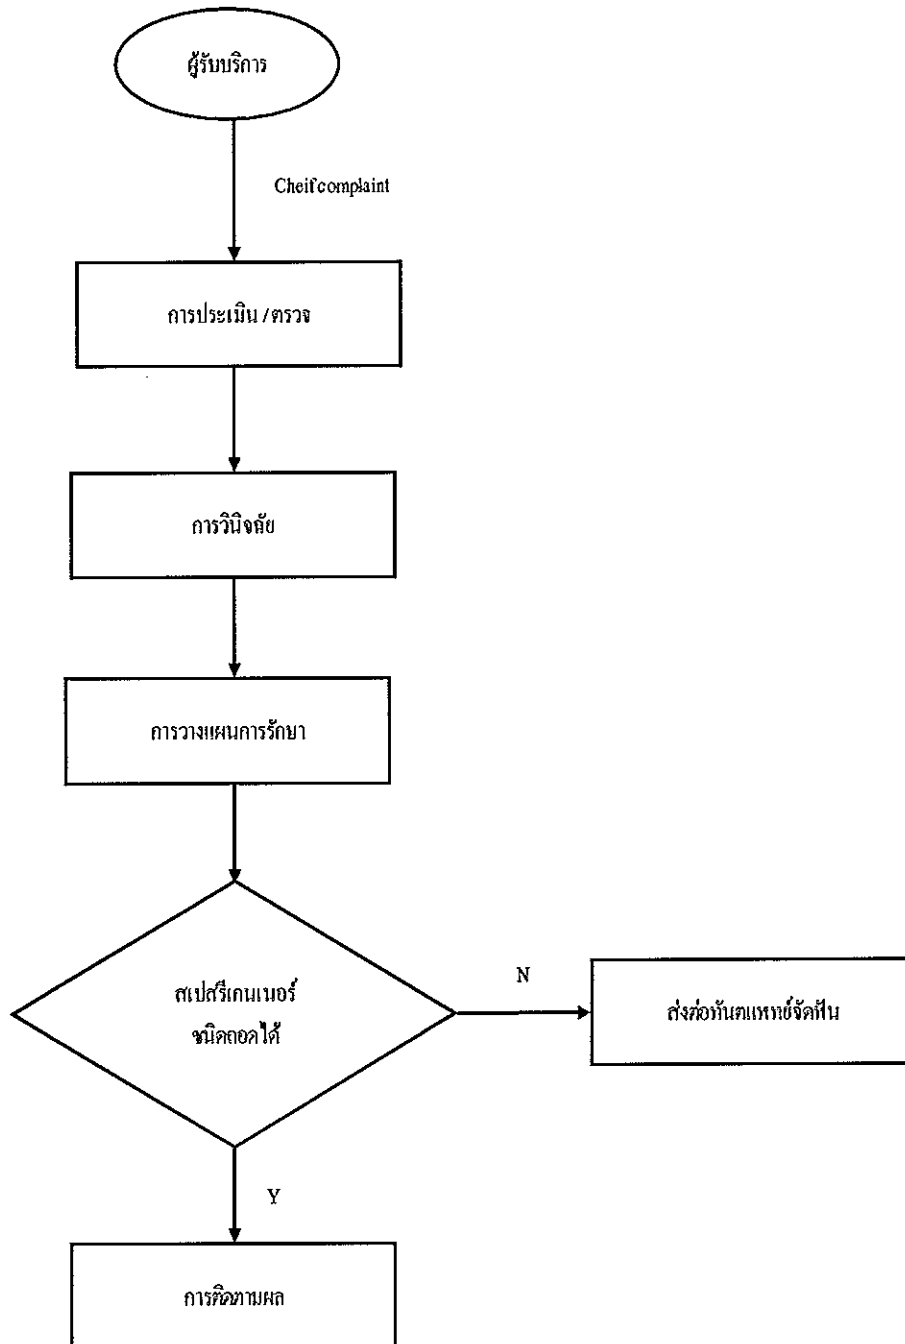 ผู้รับบริการ
Cheifcomplaint
การประเมิน /ตรวจ
การวินิจฉัย
การวางแผนการรักษา
สเปสรีเกนเนอร์
ชนิดถอดได้
N
ส่งต่อทันตแพทย์จัดฟัน
Y
การติดตามผล